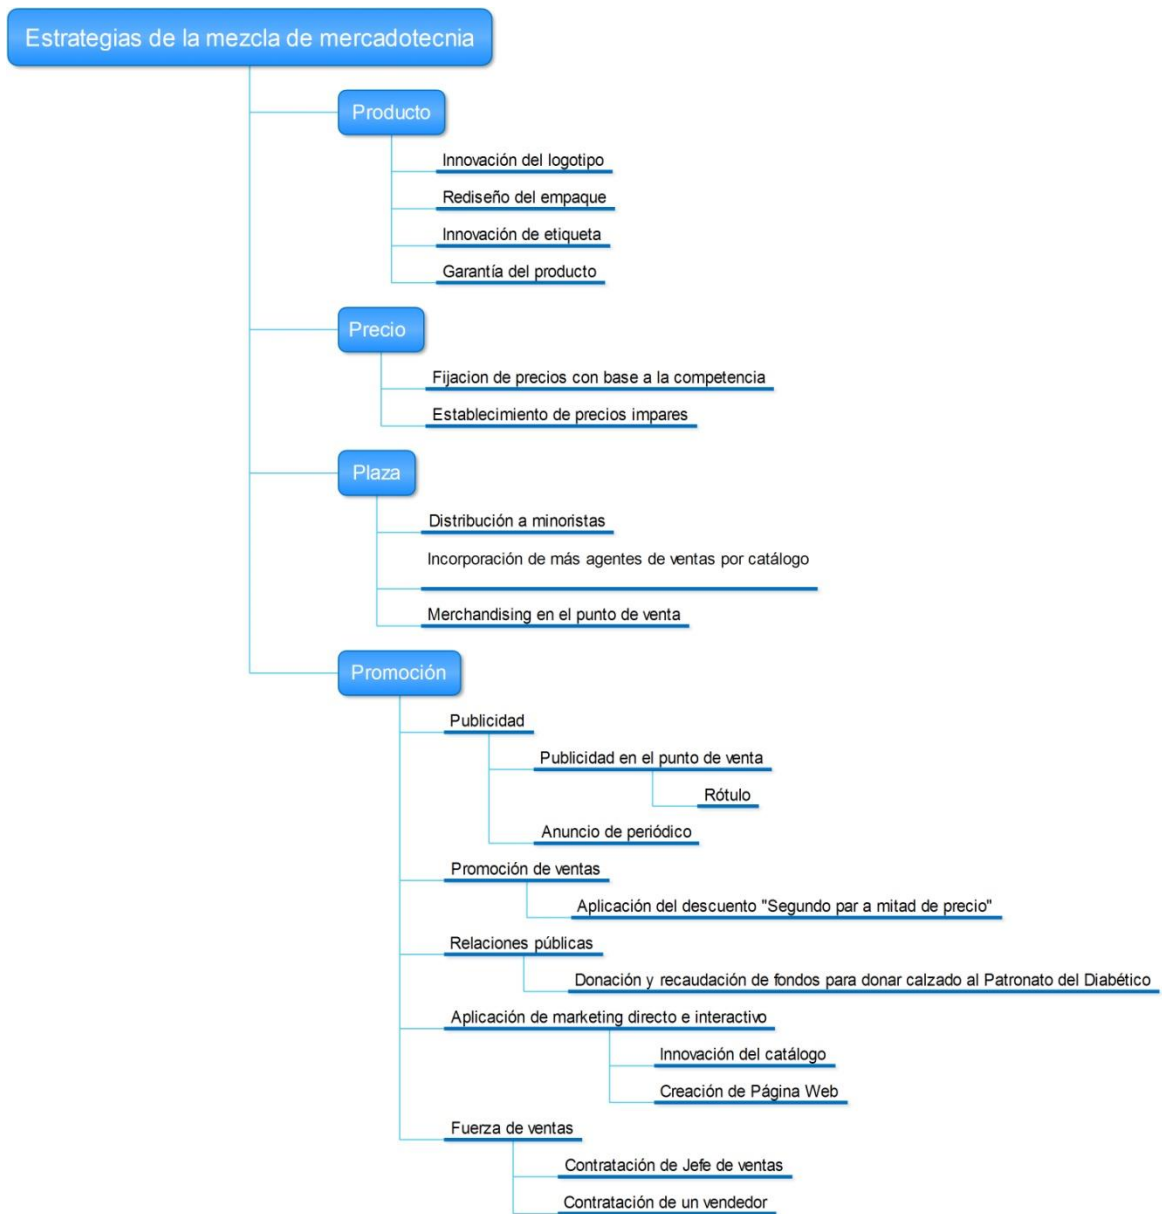 Estrategias de la mezcla de mercadotecnia
Producto
Innovación del logotipo
Rediseño del empaque
Innovación de etiqueta
Garantía del producto
Precio
Fijacion de precios con base a la competencia
Establecimiento de precios impares
Plaza
Distribución a minoristas
Incorporación de más agentes de ventas por catálogo
Merchandising en el punto de venta
Promoción
Publicidad
Publicidad en el punto de venta
Rótulo
Anuncio de periódico
Promoción de ventas
Aplicación del descuento "Segundo par a mitad de precio"
Relaciones públicas
Donación y recaudación de fondos para donar calzado al Patronato del Diabético
Aplicación de marketing directo e interactivo
Innovación del catálogo
Creación de Página Web
Fuerza de ventas
Contratación de Jefe de ventas
Contratación de un vendedor